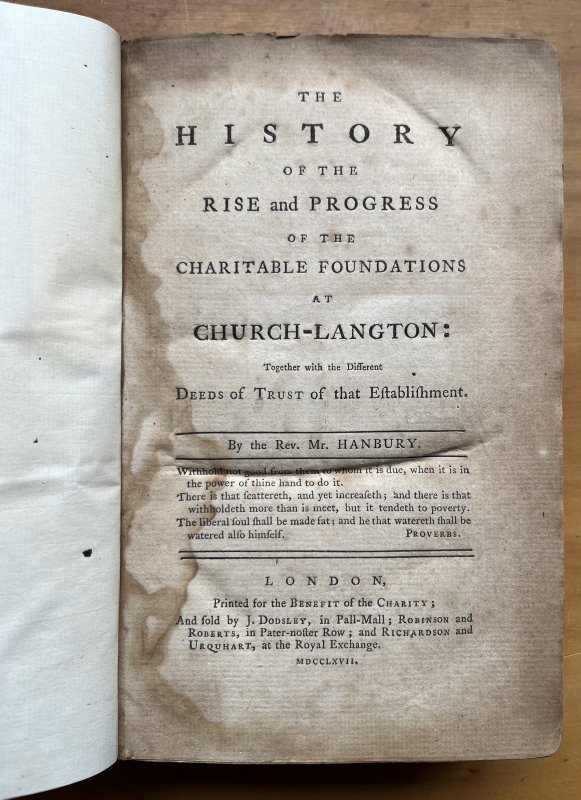 THE
HISTORY
OF THE
RISE and PROGRESS
OF THE
CHARITABLE FOUNDATIONS
AT
CHURCH-LANGTON:
Together with the Different
DEEDS of TRUST of that Eſtabliſhment.
By the Rev. Mr. HANBURY.
Withhold not good from them to whom it is due, when it is in
the power of thine hand to do it.
There is that ſcattereth, and yet increaſeth; and there is that
withholdeth more than is meet, but it tendeth to poverty.
The liberal ſoul ſhall be made fat: and he that watereth ſhall be
watered alſo himſelf. PROVERBS.
LONDON,
Printed for the BENEFIT of the CHARITY;
And ſold by J. DODSLEY, in Pall-Mall; ROBINSON and
ROBERTS, in Pater-noſter Row; and RICHARDSON and
URQUHART, at the Royal Exchange.
MDCCLXVII.